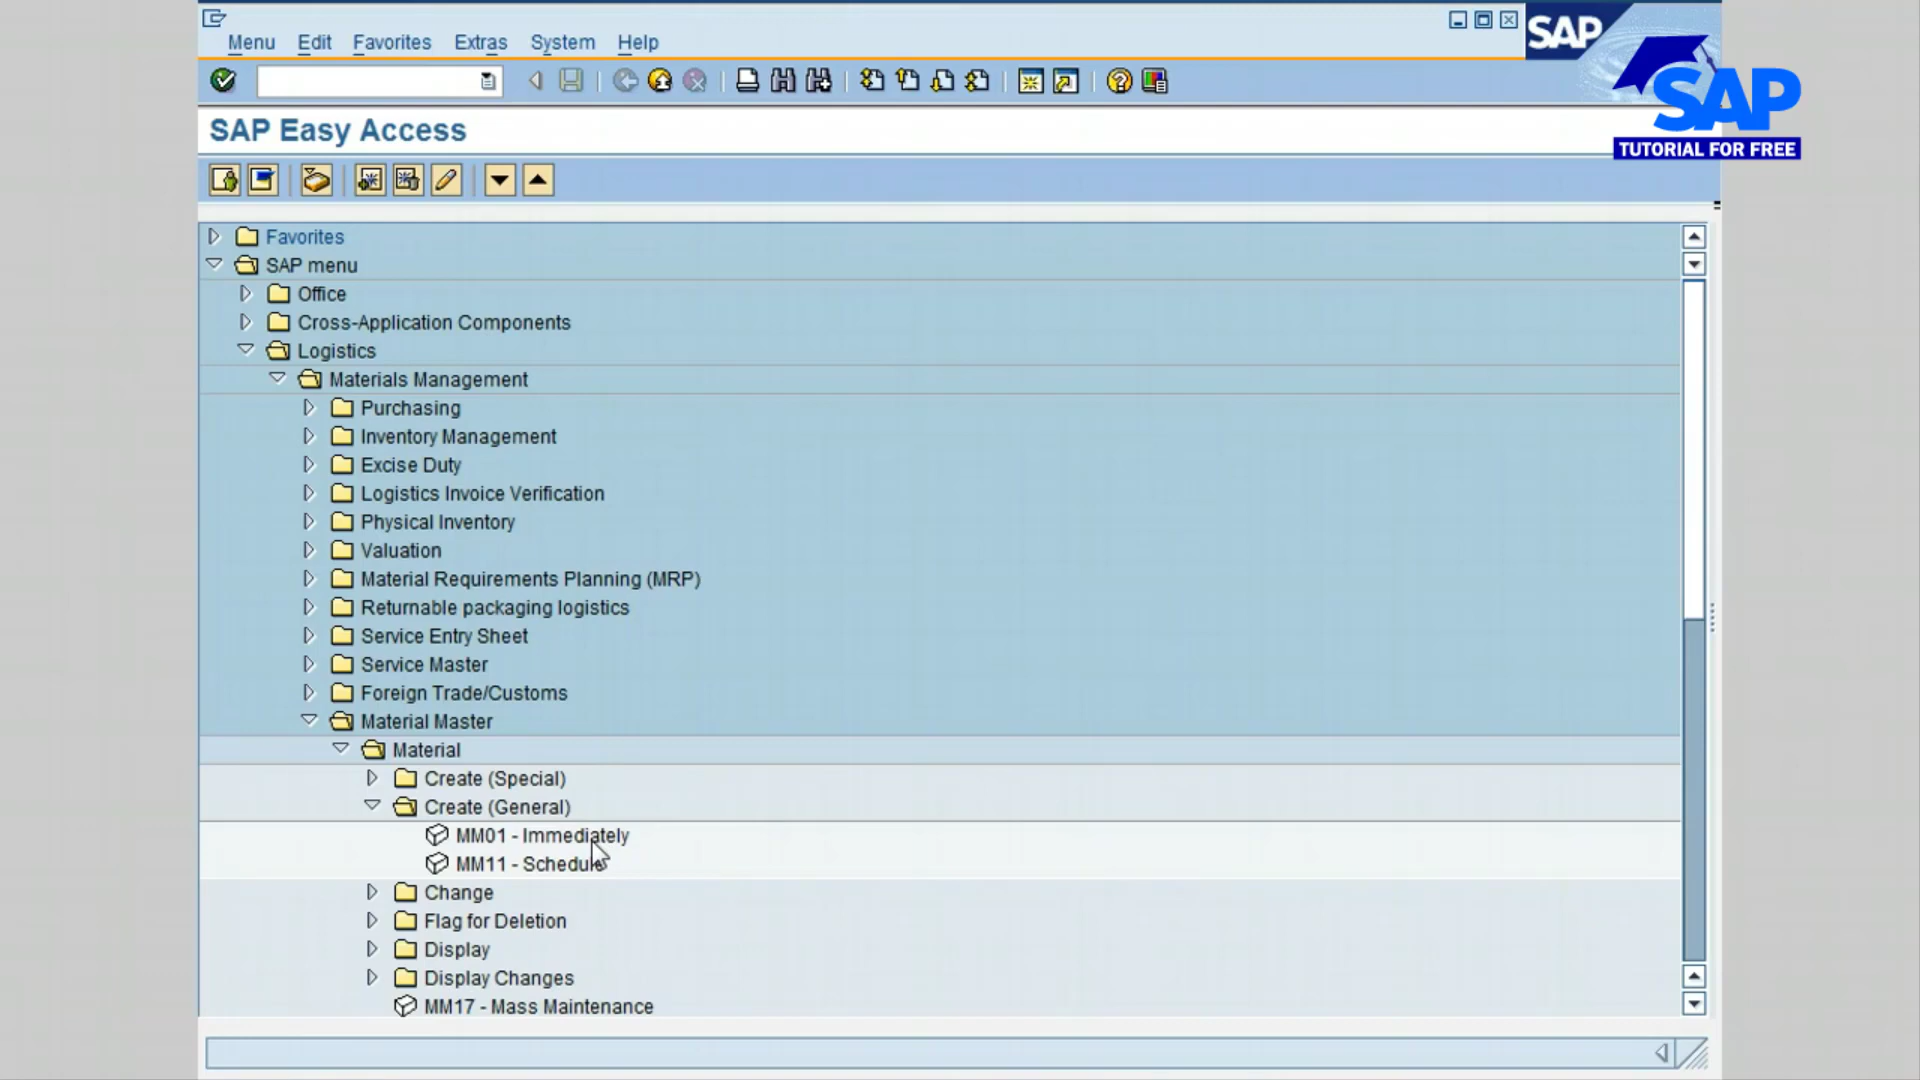 Menu Edit Favorites Extras System Help
SAP
SAP
TUTORIAL FOR FREE
SAP Easy Access
Favorites
SAP menu
Office
Cross-Application Components
Logistics
Materials Management
Purchasing
Inventory Management
Excise Duty
Logistics Invoice Verification
Physical Inventory
Valuation
Material Requirements Planning (MRP)
Returnable packaging logistics
Service Entry Sheet
Service Master
Foreign Trade/Customs
Material Master
Material
Create (Special)
Create (General)
MM01 - Immediately
MM11 - Schedule
Change
Flag for Deletion
Display
Display Changes
MM17 - Mass Maintenance